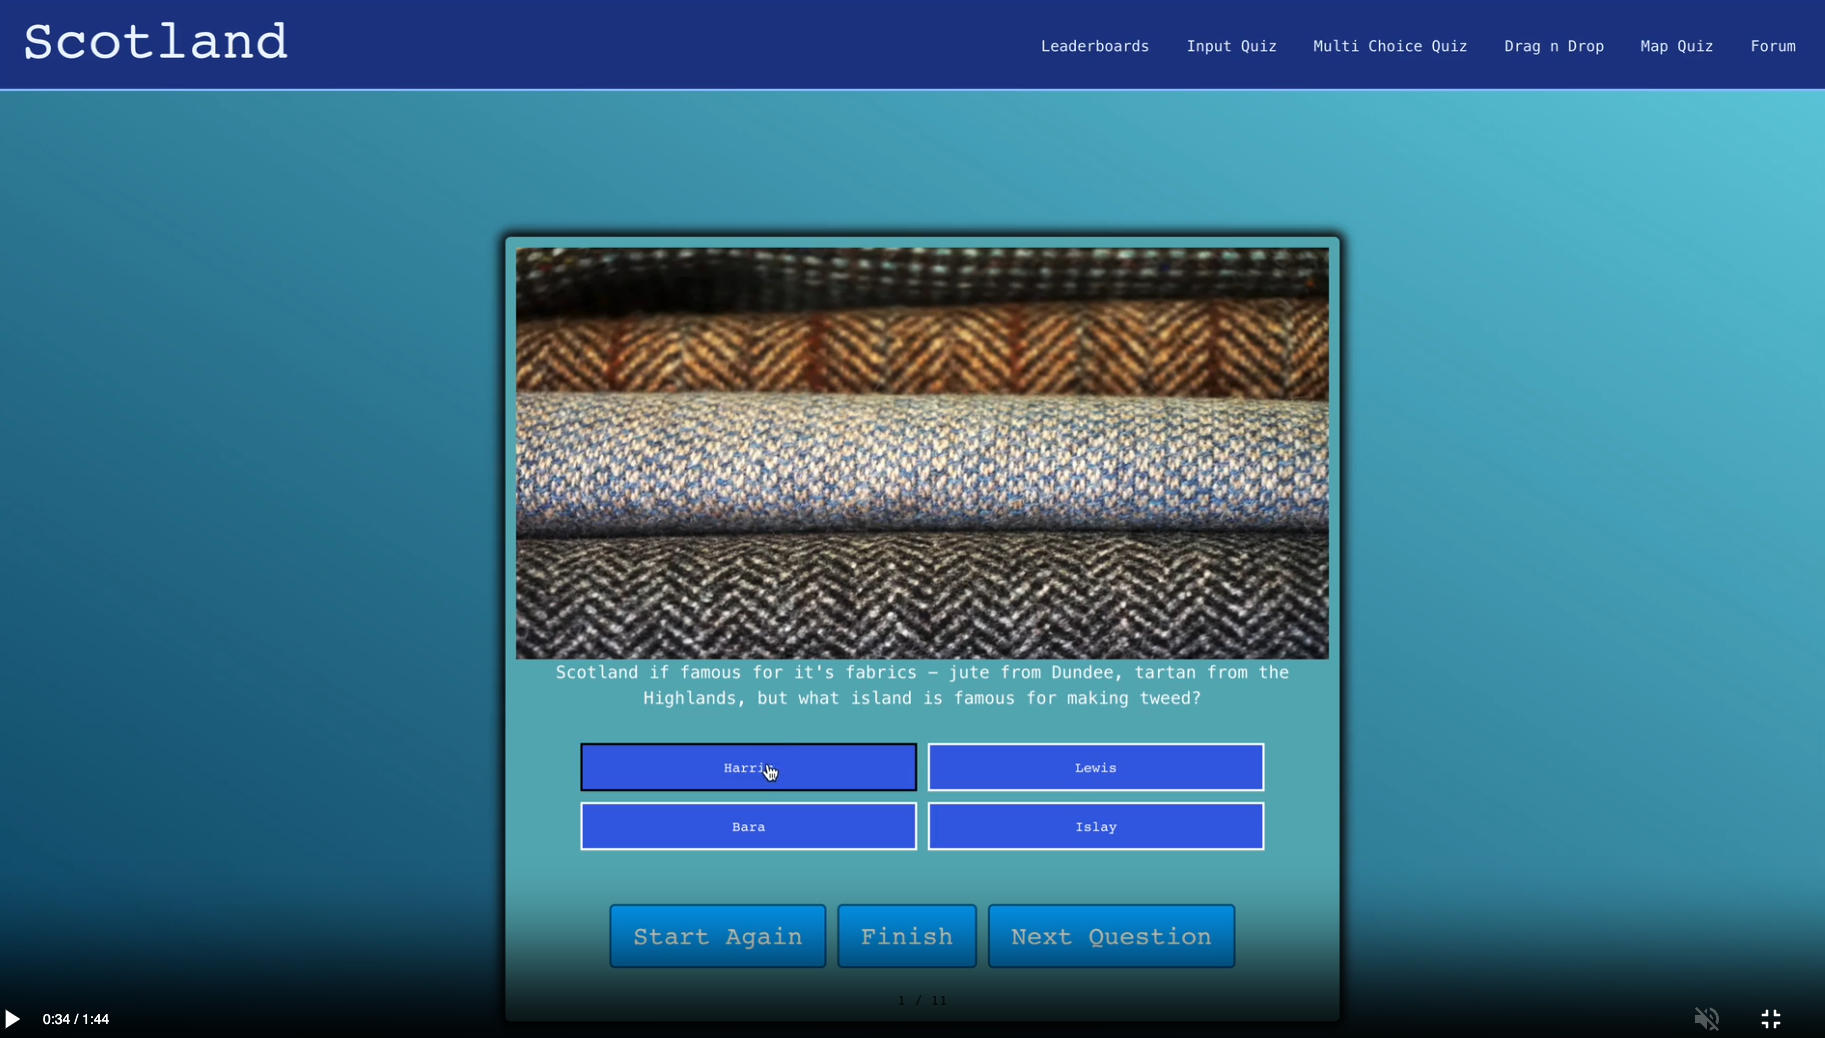 Scotland
Leaderboards Input Quiz Multi Choice Quiz Drag n Drop Map Quiz Forum
Scotland if famous for it's fabrics – jute from Dundee, tartan from the
Highlands, but what island is famous for making tweed?
Harris Lewis
Bara Islay
Start Again Finish Next Question
1 / 11
0:34 / 1:44